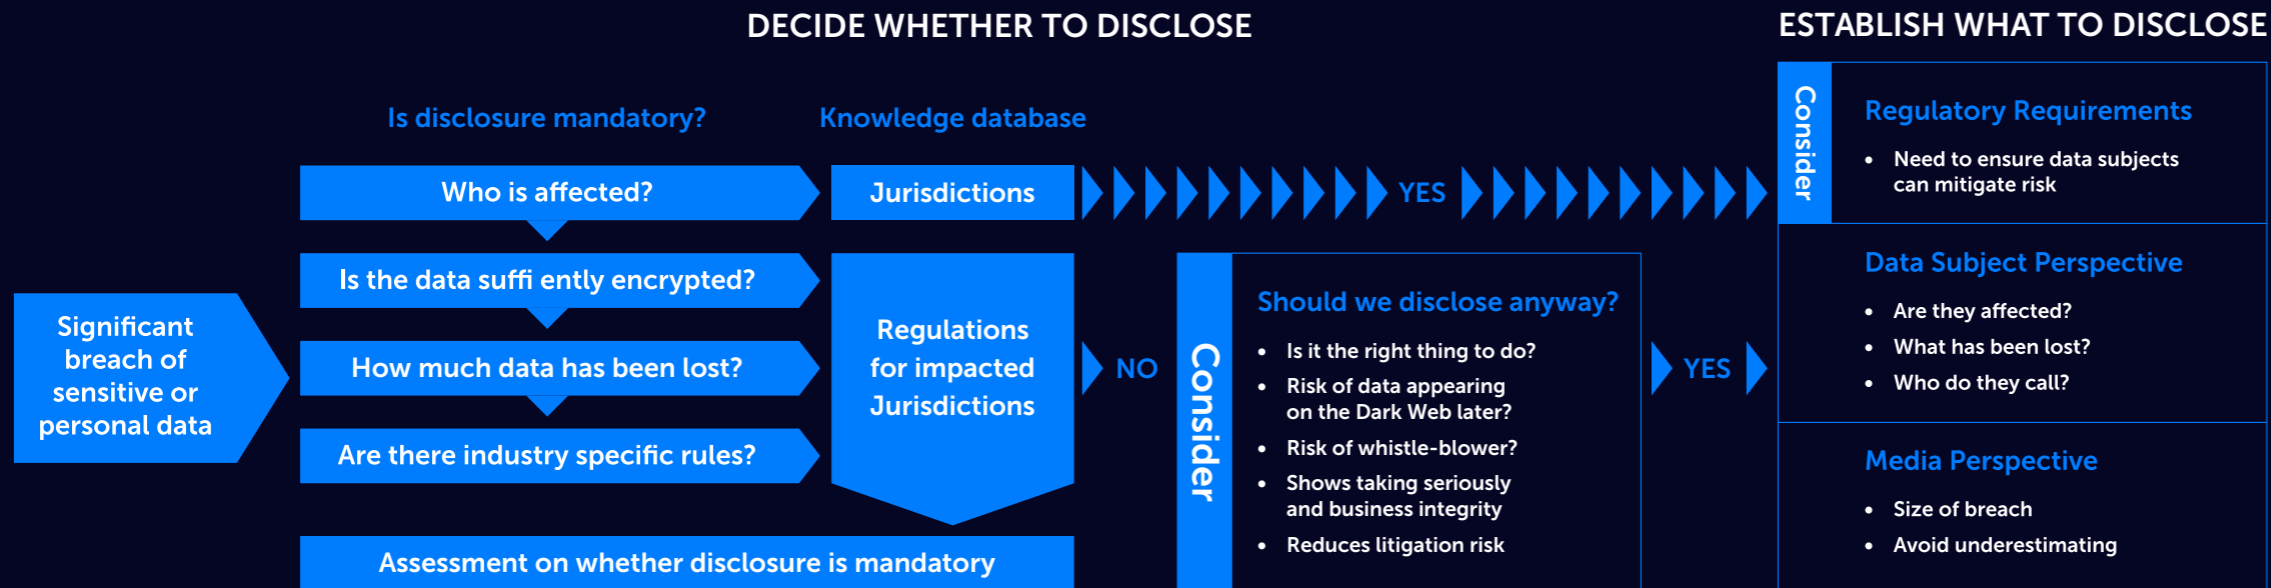 DECIDE WHETHER TO DISCLOSE
ESTABLISH WHAT TO DISCLOSE
Is disclosure mandatory?
Knowledge database
Significant
breach of
sensitive or
personal data
Who is affected?
Is the data suffi ently encrypted?
How much data has been lost?
Are there industry specific rules?
Jurisdictions
Regulations
for impacted
Jurisdictions
Assessment on whether disclosure is mandatory
YES
NO
Consider
Should we disclose anyway?
• Is it the right thing to do?
• Risk of data appearing
on the Dark Web later?
• Risk of whistle-blower?
• Shows taking seriously
and business integrity
• Reduces litigation risk
YES
Consider
Regulatory Requirements
• Need to ensure data subjects
can mitigate risk
Data Subject Perspective
• Are they affected?
• What has been lost?
• Who do they call?
Media Perspective
• Size of breach
• Avoid underestimating